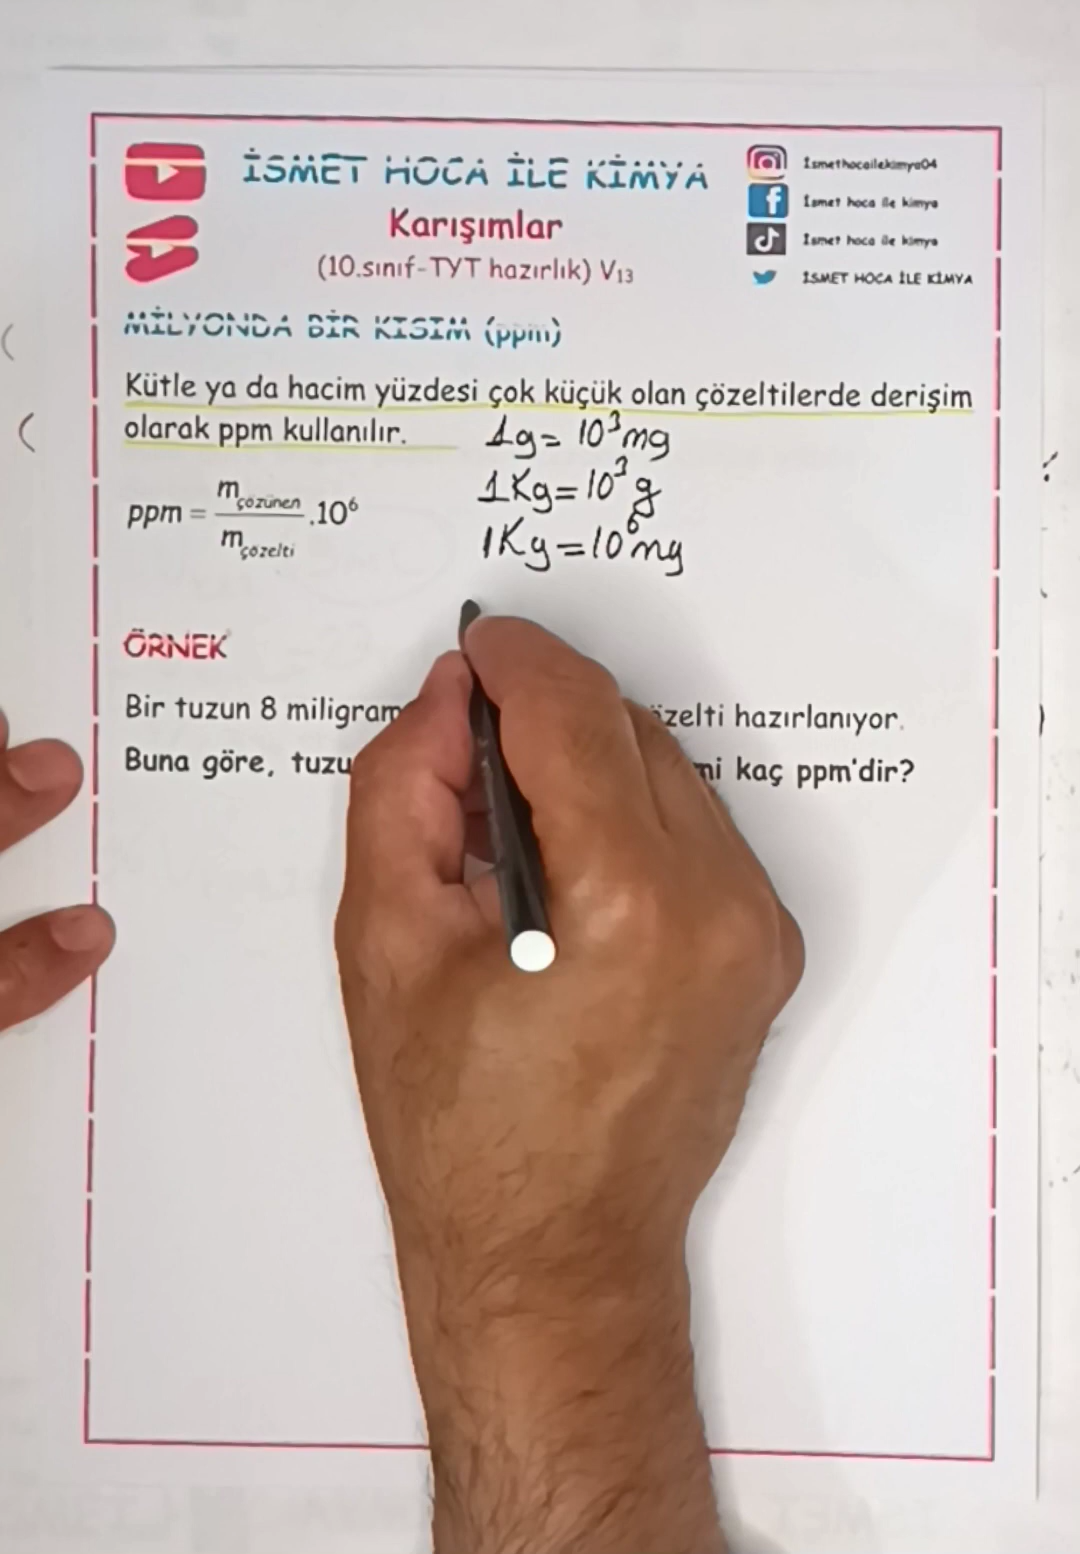 İSMET HOCA İLE KİMYA
Karışımlar
(10.sınıf-TYT hazırlık) V13
İsmethocailekimya04
İsmet hoca ile kimya
İsmet hoca ile kimya
İSMET HOCA İLE KİMYA
MİLYONDA BİR KISIM (ppm)
Kütle ya da hacim yüzdesi çok küçük olan çözeltilerde derişim
olarak ppm kullanılır.
1g = 10³mg
1Kg = 10³g
1Kg = 10⁶mg
ppm = mçözünen / mçözelti .10⁶
ÖRNEK
Bir tuzun 8 miligram özelti hazırlanıyor.
Buna göre, tuzu mi kaç ppm'dir?